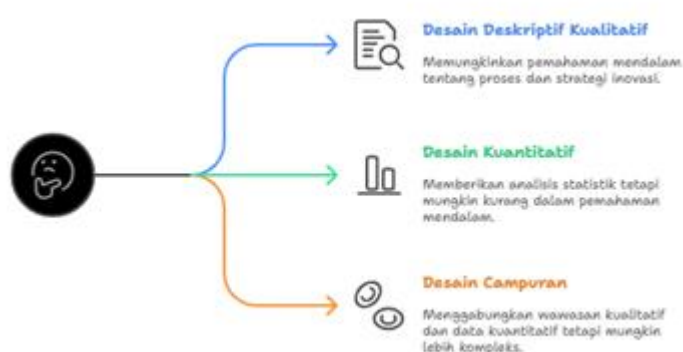 Desain Deskriptif Kualitatif
Memungkinkan pemahaman mendalam
tentang proses dan strategi inovasi.
Desain Kuantitatif
Memberikan analisis statistik tetapi
mungkin kurang dalam pemahaman
mendalam.
Desain Campuran
Menggabungkan wawasan kualitatif
dan data kuantitatif tetapi mungkin
lebih kompleks.